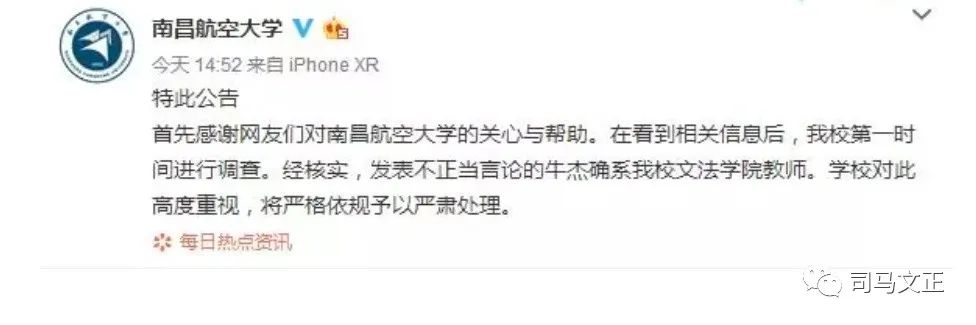 南昌航空大学
今天 14:52 来自 iPhone XR
特此公告
首先感谢网友们对南昌航空大学的关心与帮助。在看到相关信息后，我校第一时
间进行调查。经核实，发表不正当言论的牛杰确系我校文法学院教师。学校对此
高度重视，将严格依规予以严肃处理。
每日热点资讯
司马文正